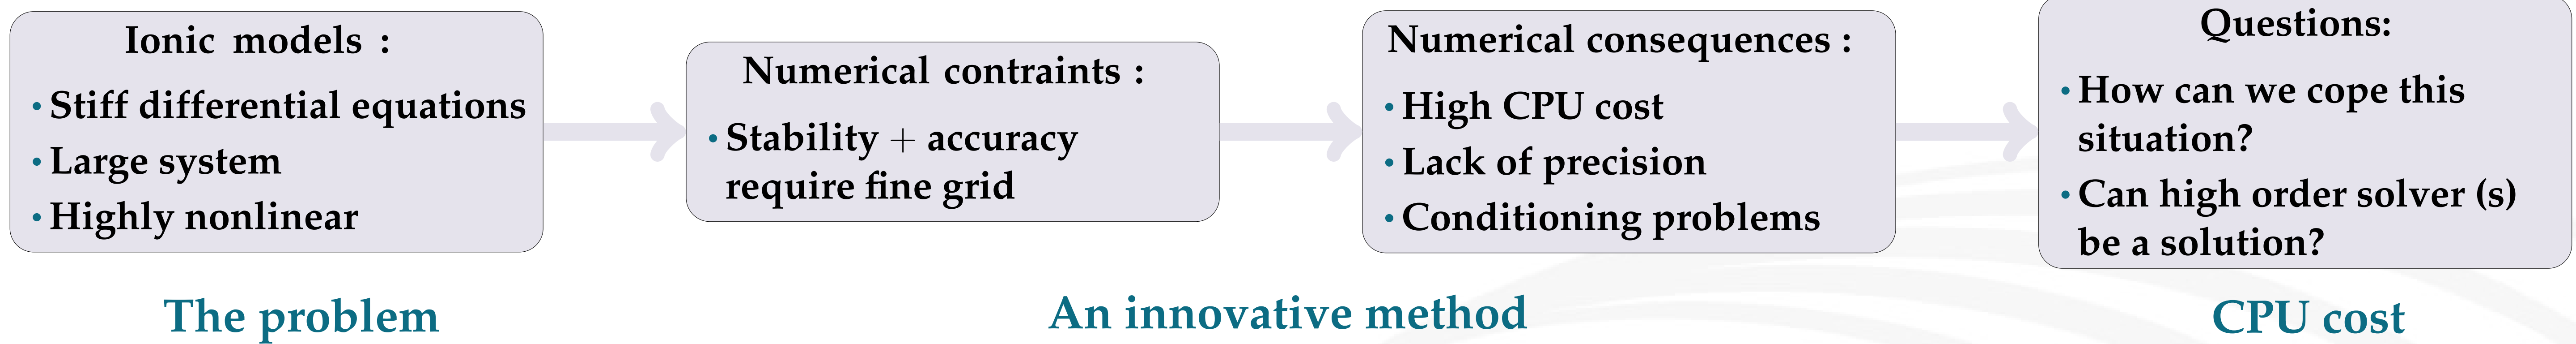 Ionic models :
• Stiff differential equations
• Large system
• Highly nonlinear
Numerical contraints :
• Stability + accuracy
require fine grid
Numerical consequences :
• High CPU cost
• Lack of precision
• Conditioning problems
Questions:
• How can we cope this
situation?
• Can high order solver (s)
be a solution?
The problem
An innovative method
CPU cost